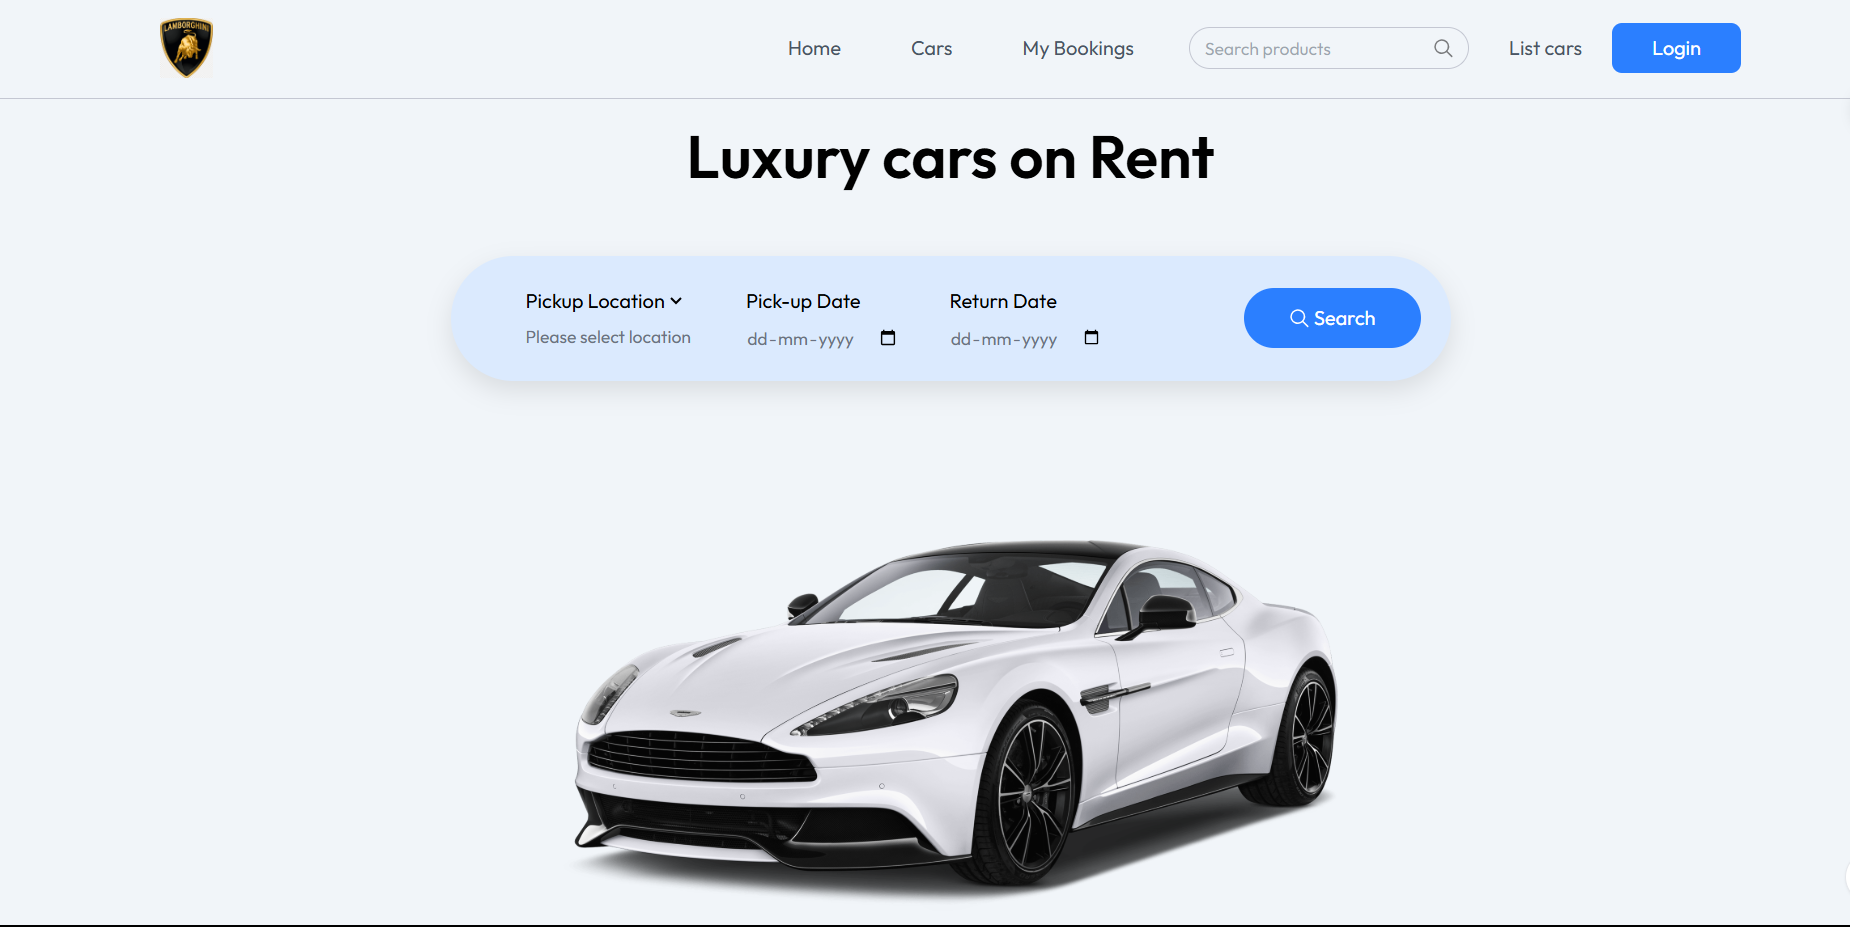 LAMBORGHINI
Home
Cars
My Bookings
Search products
List cars
Login
Luxury cars on Rent
Pickup Location
Please select location
Pick-up Date
dd-mm-yyyy
Return Date
dd-mm-yyyy
Search